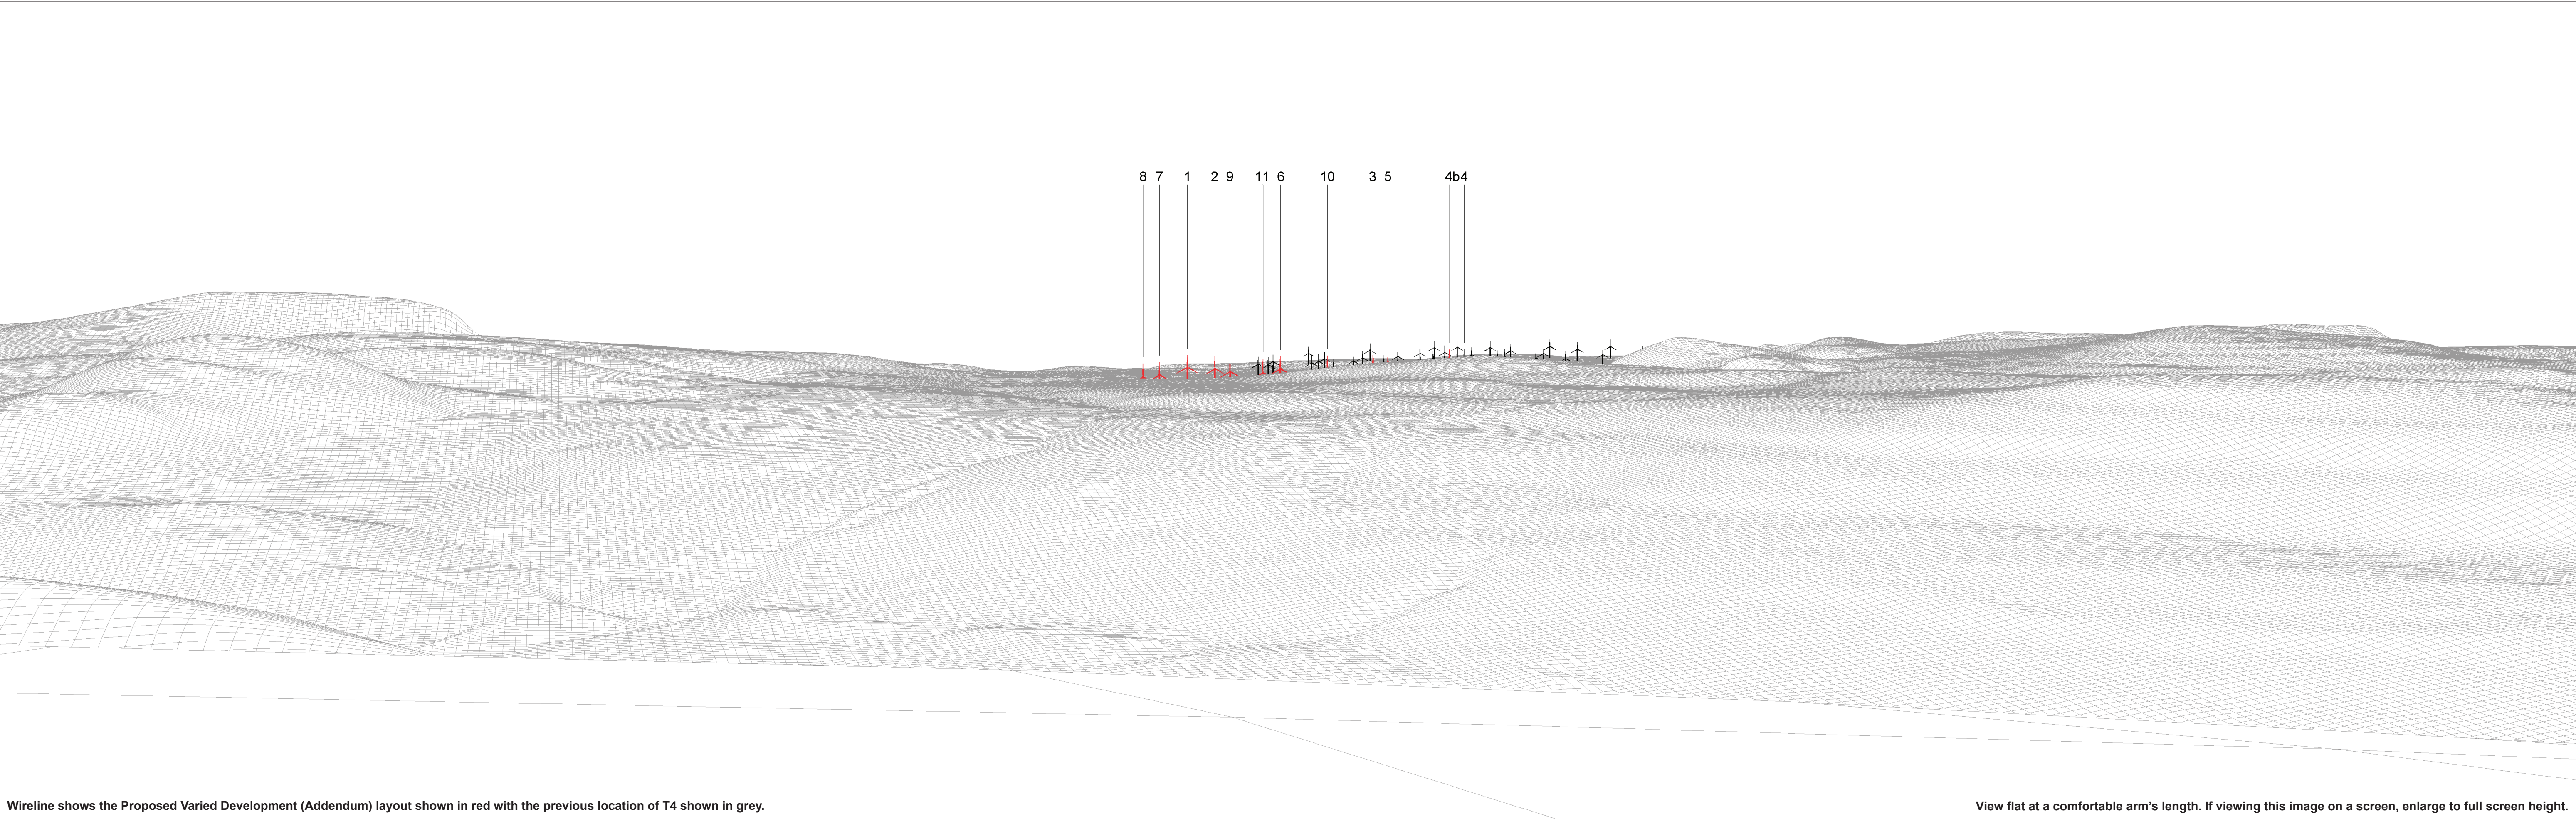 8 7 1 2 9 11 6 10 3 5 4b 4
Wireline shows the Proposed Varied Development (Addendum) layout shown in red with the previous location of T4 shown in grey.
View flat at a comfortable arm’s length. If viewing this image on a screen, enlarge to full screen height.